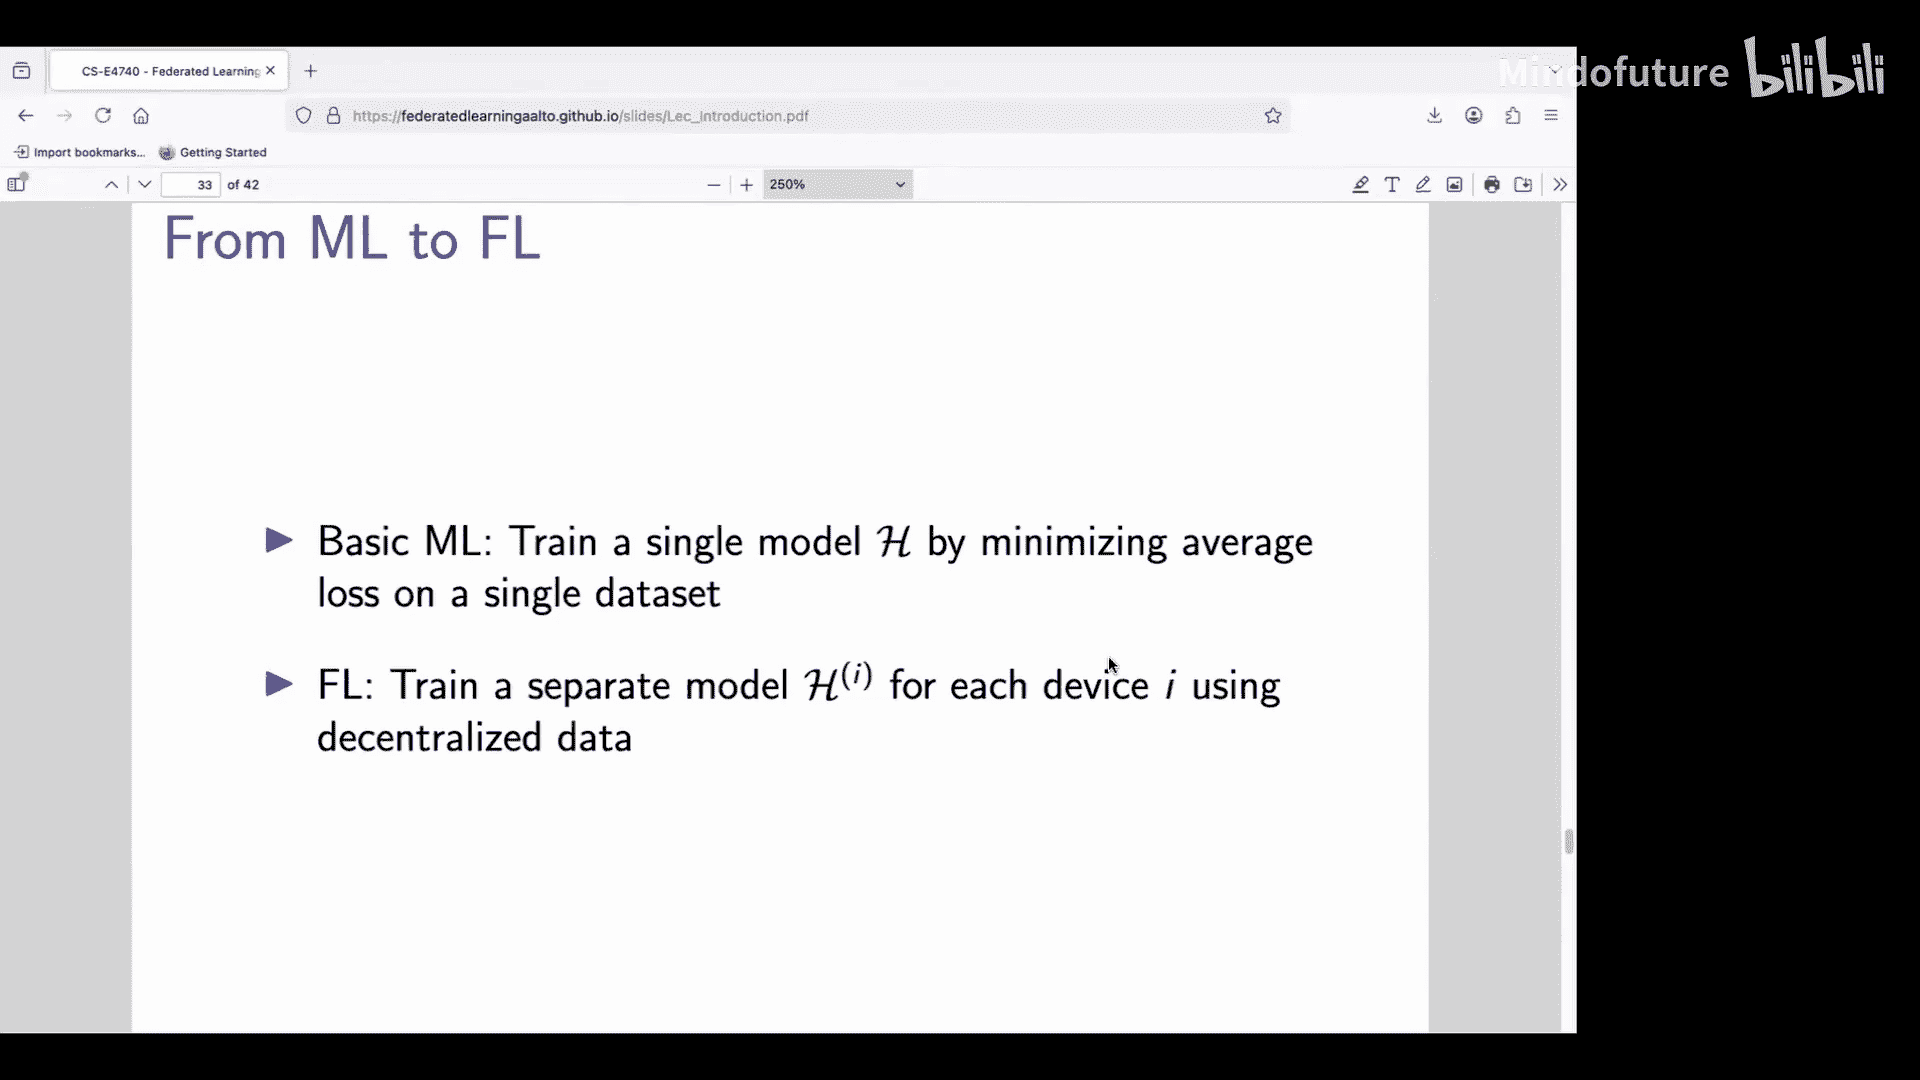 Mindofuture bilibili
CS-E4740 - Federated Learning
https://federatedlearningaalto.github.io/slides/Lec_Introduction.pdf
Import bookmarks... Getting Started
33 of 42 250%
From ML to FL
Basic ML: Train a single model ℋ by minimizing average
loss on a single dataset
FL: Train a separate model ℋ⁽ⁱ⁾ for each device i using
decentralized data